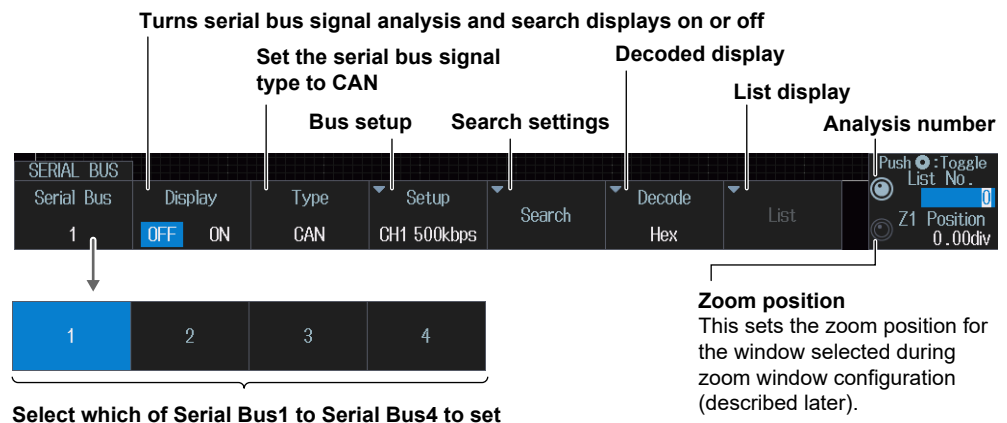 Turns serial bus signal analysis and search displays on or off
Set the serial bus signal
type to CAN
Decoded display
List display
Bus setup
Search settings
Analysis number
SERIAL BUS
Serial Bus
1
Display
OFF ON
Type
CAN
Setup
CH1 500kbps
Search
Decode
Hex
List
Push :Toggle
List No.
0
Z1 Position
0.00div
1 2 3 4
Select which of Serial Bus1 to Serial Bus4 to set
Zoom position
This sets the zoom position for
the window selected during
zoom window configuration
(described later).